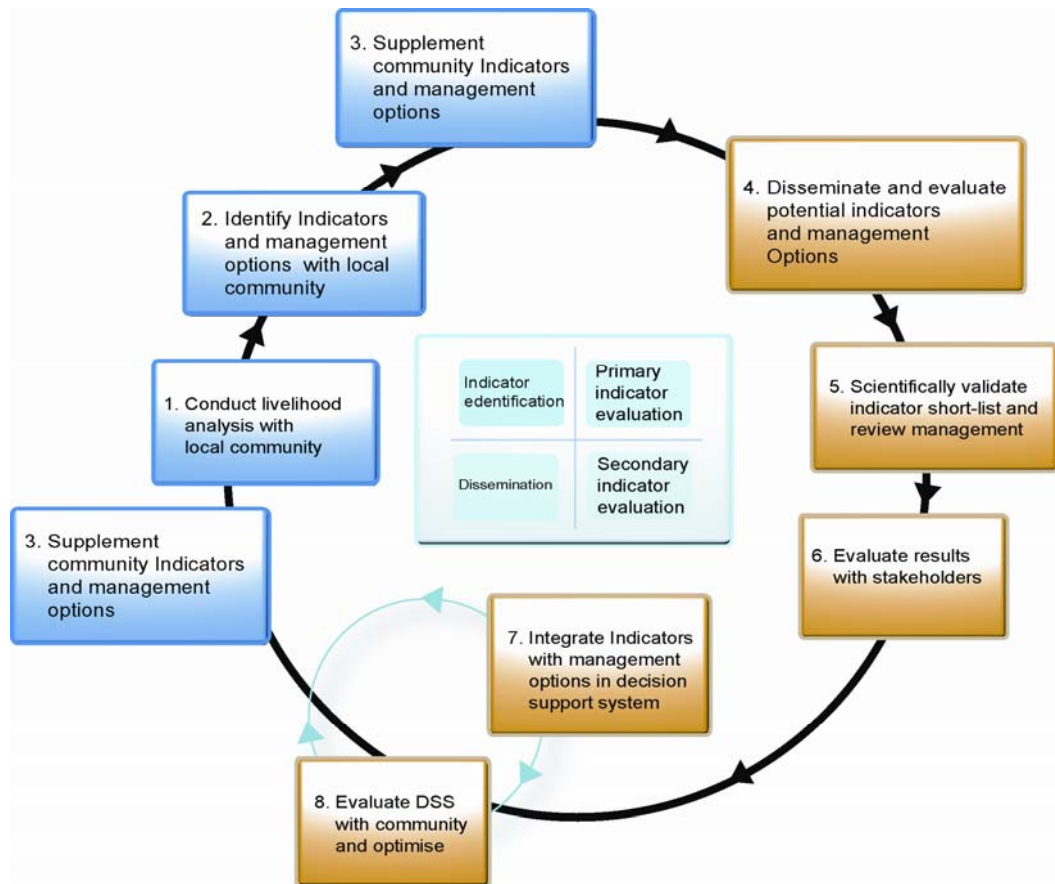 3. Supplement
community Indicators
and management
options
4. Disseminate and evaluate
potential indicators
and management
Options
2. Identify Indicators
and management
options with local
community
Indicator
edentification
Primary
indicator
evaluation
Dissemination
Secondary
indicator
evaluation
1. Conduct livelihood
analysis with
local community
5. Scientifically validate
indicator short-list and
review management
3. Supplement
community Indicators
and management
options
6. Evaluate results
with stakeholders
7. Integrate Indicators
with management
options in decision
support system
8. Evaluate DSS
with community
and optimise